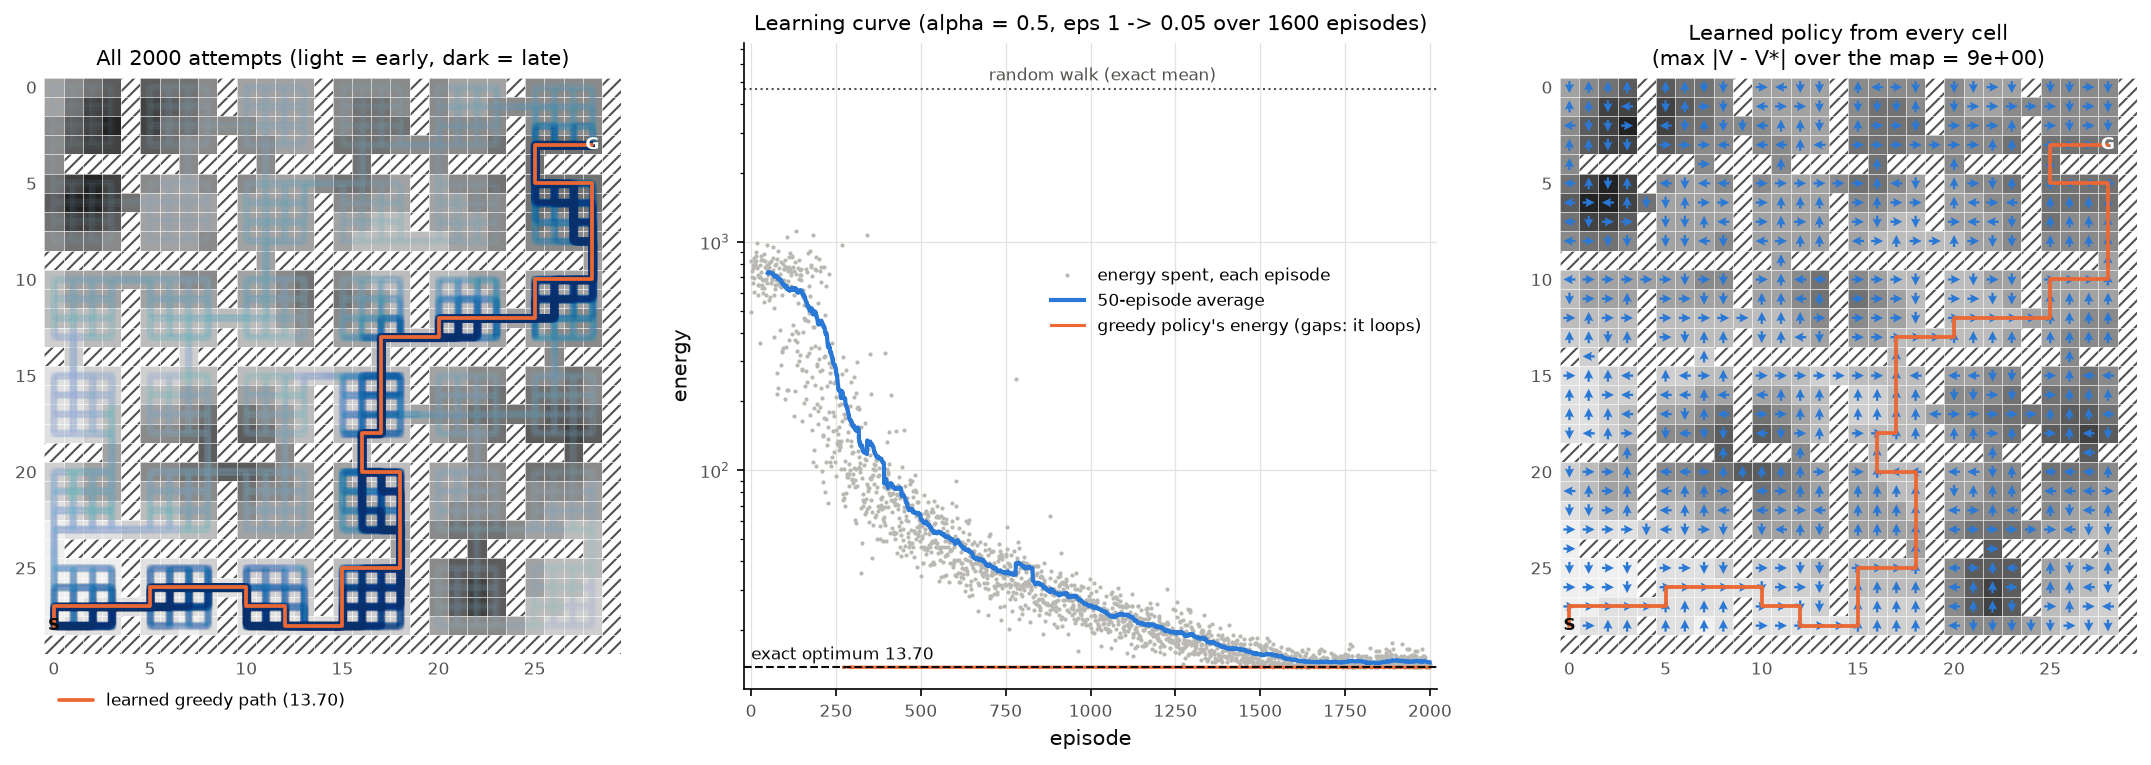 All 2000 attempts (light = early, dark = late)
0
5
10
15
20
25
G
S
0 5 10 15 20 25
learned greedy path (13.70)
Learning curve (alpha = 0.5, eps 1 -> 0.05 over 1600 episodes)
energy
10³
10²
random walk (exact mean)
energy spent, each episode
50-episode average
greedy policy's energy (gaps: it loops)
exact optimum 13.70
0 250 500 750 1000 1250 1500 1750 2000
episode
Learned policy from every cell
(max |V - V*| over the map = 9e+00)
0
5
10
15
20
25
G
S
0 5 10 15 20 25